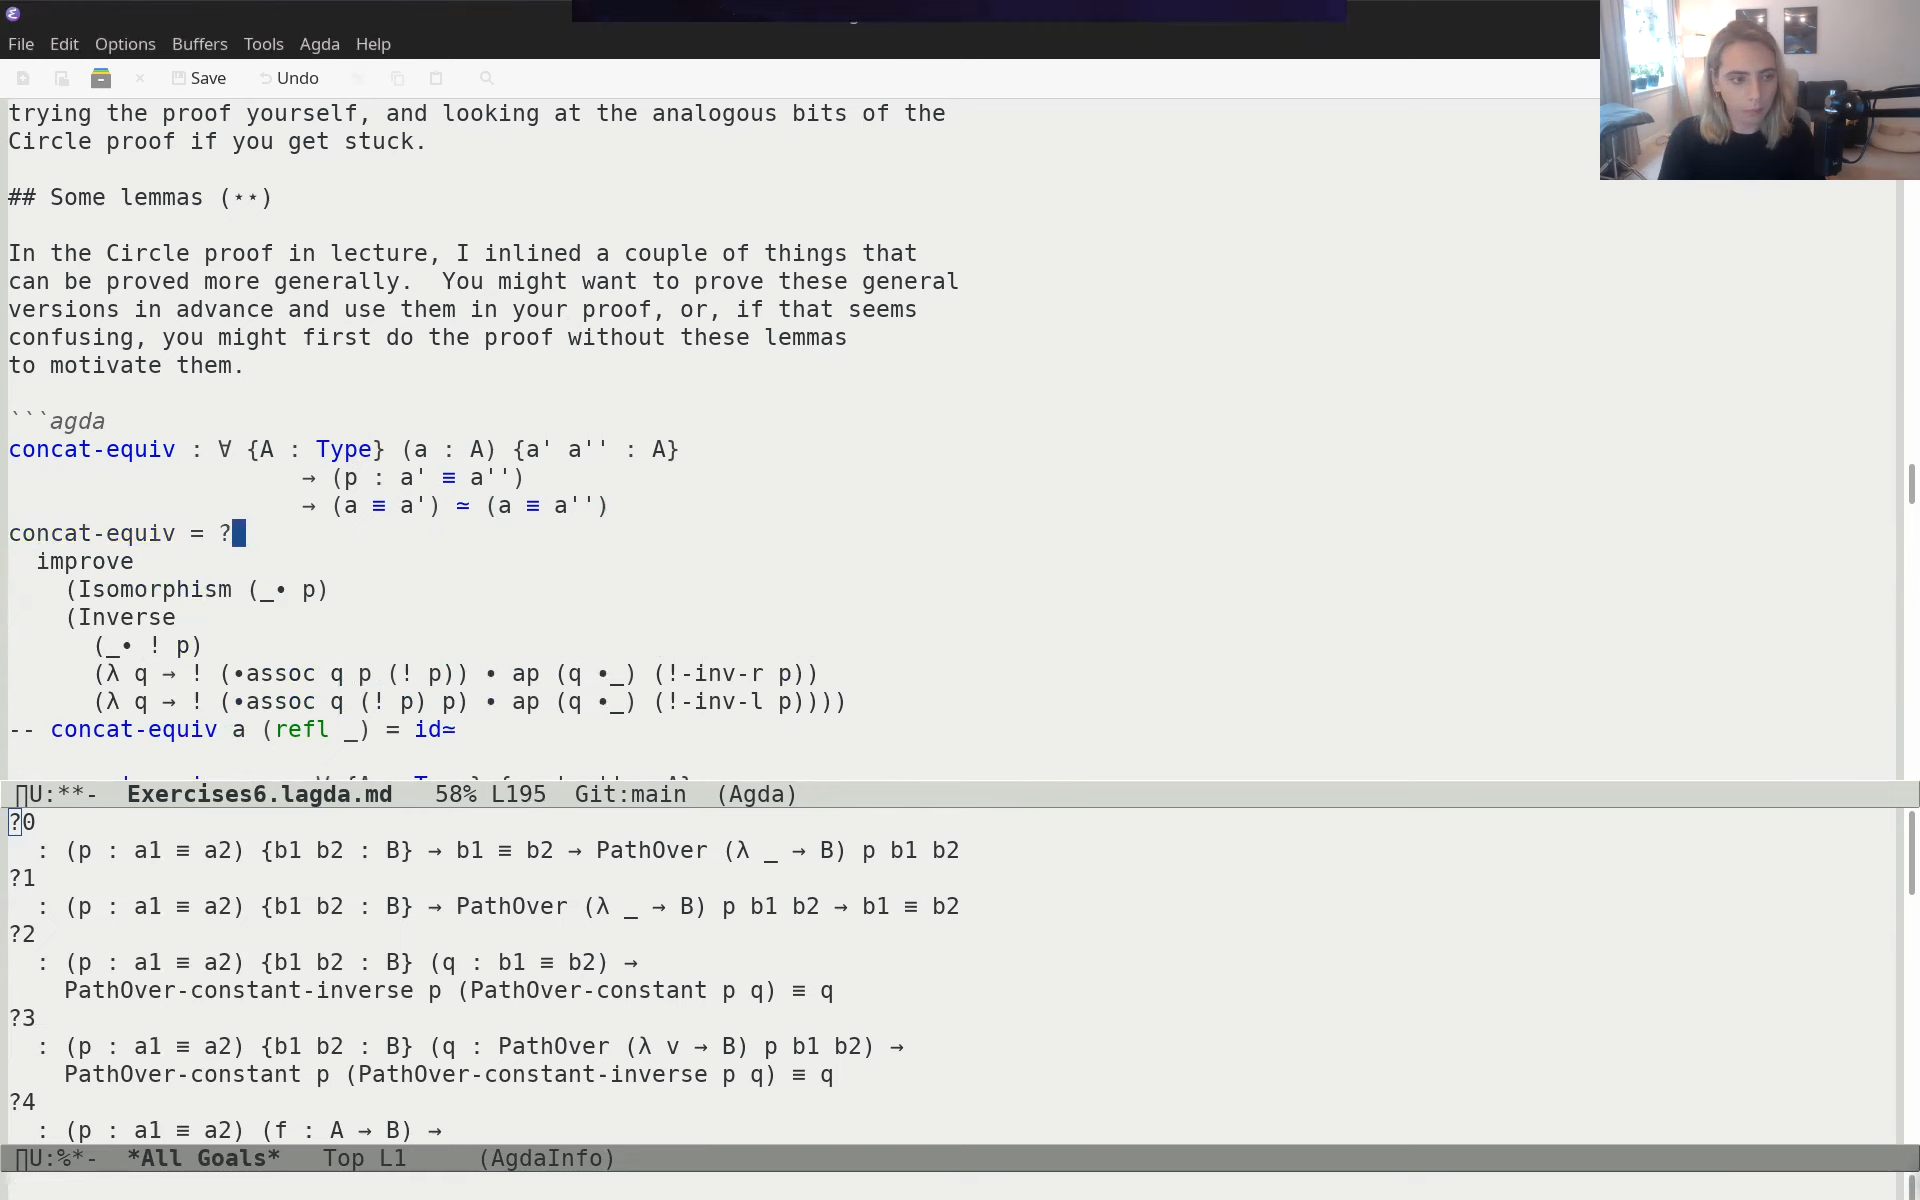 File Edit Options Buffers Tools Agda Help
Save Undo
trying the proof yourself, and looking at the analogous bits of the
Circle proof if you get stuck.
## Some lemmas (⋆⋆)
In the Circle proof in lecture, I inlined a couple of things that
can be proved more generally.  You might want to prove these general
versions in advance and use them in your proof, or, if that seems
confusing, you might first do the proof without these lemmas
to motivate them.
```agda
concat-equiv : ∀ {A : Type} (a : A) {a' a'' : A}
→ (p : a' ≡ a'')
→ (a ≡ a') ≃ (a ≡ a'')
concat-equiv = ?
improve
(Isomorphism (_∙ p)
(Inverse
(_∙ ! p)
(λ q → ! (∙assoc q p (! p)) ∙ ap (q ∙_) (!-inv-r p))
(λ q → ! (∙assoc q (! p) p) ∙ ap (q ∙_) (!-inv-l p))))
-- concat-equiv a (refl _) = id≃
∏U:**-  Exercises6.lagda.md   58% L195  Git:main  (Agda)
?0
: (p : a1 ≡ a2) {b1 b2 : B} → b1 ≡ b2 → PathOver (λ _ → B) p b1 b2
?1
: (p : a1 ≡ a2) {b1 b2 : B} → PathOver (λ _ → B) p b1 b2 → b1 ≡ b2
?2
: (p : a1 ≡ a2) {b1 b2 : B} (q : b1 ≡ b2) →
PathOver-constant-inverse p (PathOver-constant p q) ≡ q
?3
: (p : a1 ≡ a2) {b1 b2 : B} (q : PathOver (λ v → B) p b1 b2) →
PathOver-constant p (PathOver-constant-inverse p q) ≡ q
?4
: (p : a1 ≡ a2) (f : A → B) →
∏U:%*-  *All Goals*   Top L1     (AgdaInfo)